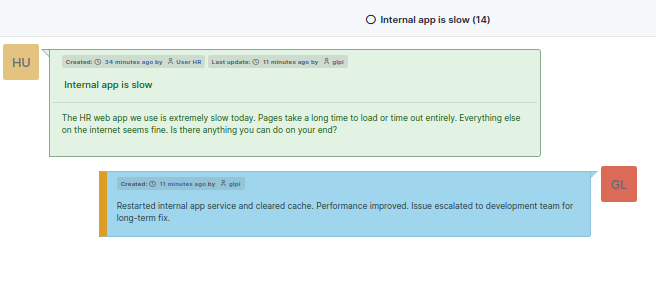 Internal app is slow (14)
HU
Created: 34 minutes ago by User HR Last update: 11 minutes ago by glpi
Internal app is slow
The HR web app we use is extremely slow today. Pages take a long time to load or time out entirely. Everything else
on the internet seems fine. Is there anything you can do on your end?
GL
Created: 11 minutes ago by glpi
Restarted internal app service and cleared cache. Performance improved. Issue escalated to development team for
long-term fix.